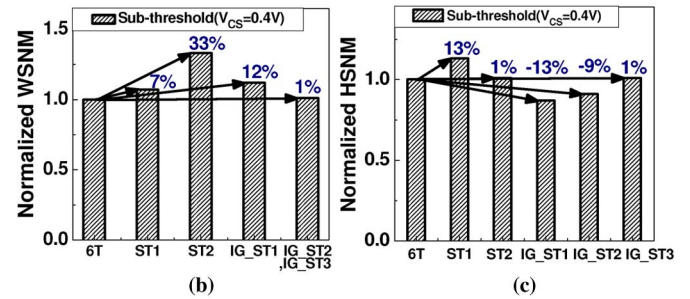 Sub-threshold(VCS=0.4V)
Normalized WSNM
1.5
1.0
0.5
0.0
7%
33%
12%
1%
6T ST1 ST2 IG_ST1 IG_ST2
,IG_ST3
(b)
Sub-threshold(VCS=0.4V)
Normalized HSNM
1.0
0.5
0.0
13%
1%
-13%
-9%
1%
6T ST1 ST2 IG_ST1 IG_ST2 IG_ST3
(c)